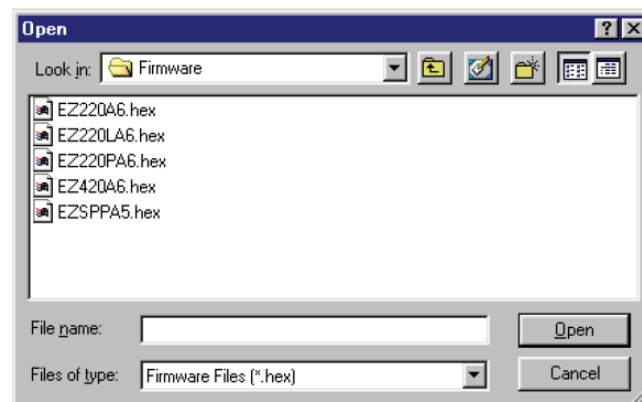 Open
Look in: Firmware
EZ220A6.hex
EZ220LA6.hex
EZ220PA6.hex
EZ420A6.hex
EZSPPA5.hex
File name: Open
Files of type: Firmware Files (*.hex) Cancel